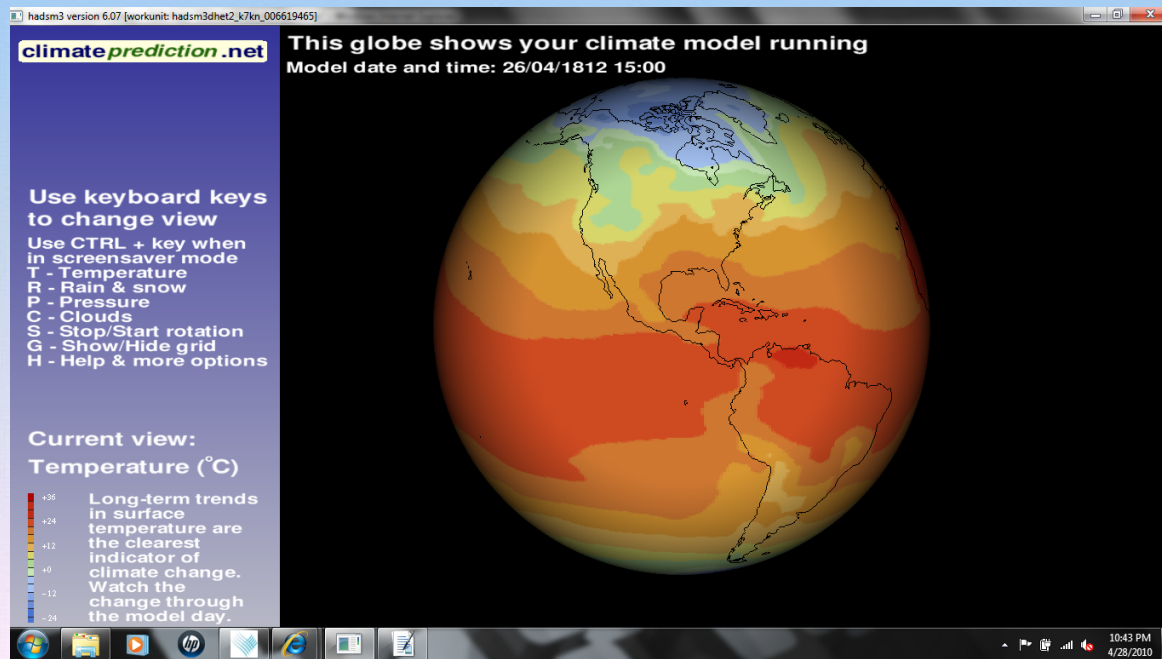 hadsm3 version 6.07 [workunit: hadsm3dhet2_k7kn_006619465]
climateprediction.net
This globe shows your climate model running
Model date and time: 26/04/1812 15:00
Use keyboard keys
to change view
Use CTRL + key when
in screensaver mode
T - Temperature
R - Rain & snow
P - Pressure
C - Clouds
S - Stop/Start rotation
G - Show/Hide grid
H - Help & more options
Current view:
Temperature (°C)
+36
+24
+12
+0
-12
-24
Long-term trends
in surface
temperature are
the clearest
indicator of
climate change.
Watch the
change through
the model day.
hp
10:43 PM
4/28/2010